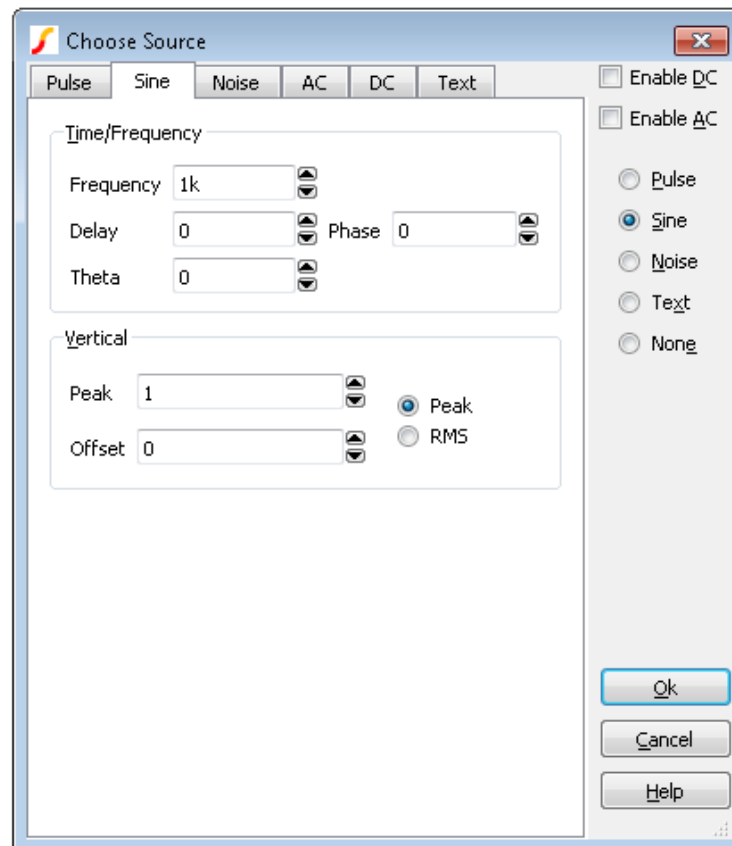 Choose Source
Pulse Sine Noise AC DC Text
Time/Frequency
Frequency 1k
Delay 0 Phase 0
Theta 0
Vertical
Peak 1
Offset 0
Peak
RMS
Enable DC
Enable AC
Pulse
Sine
Noise
Text
None
Ok
Cancel
Help